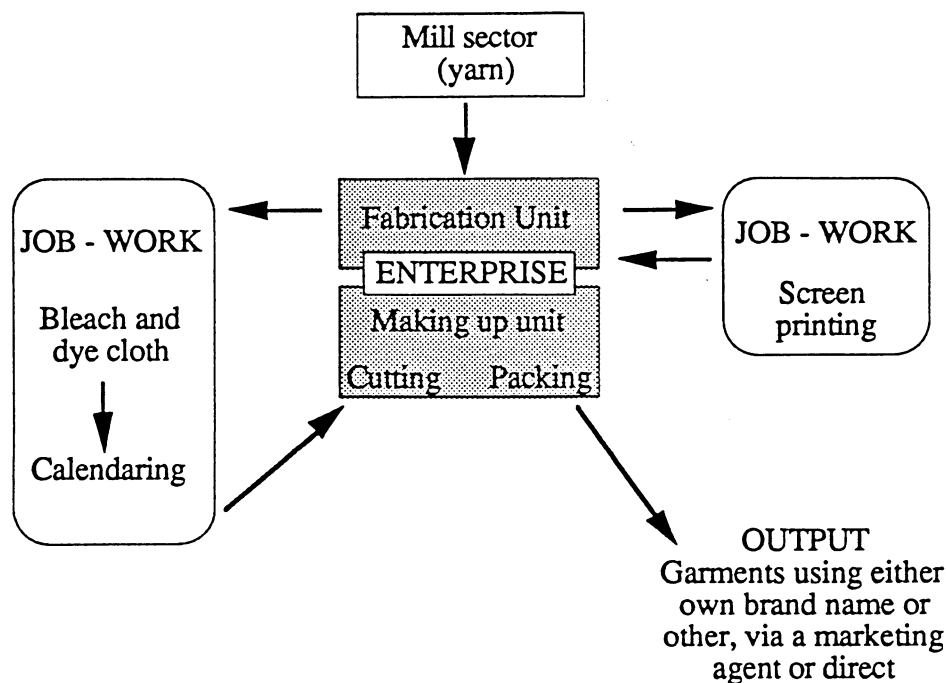 Mill sector
(yarn)
JOB - WORK
Bleach and
dye cloth
Calendaring
Fabrication Unit
ENTERPRISE
Making up unit
Cutting Packing
JOB - WORK
Screen
printing
OUTPUT
Garments using either
own brand name or
other, via a marketing
agent or direct